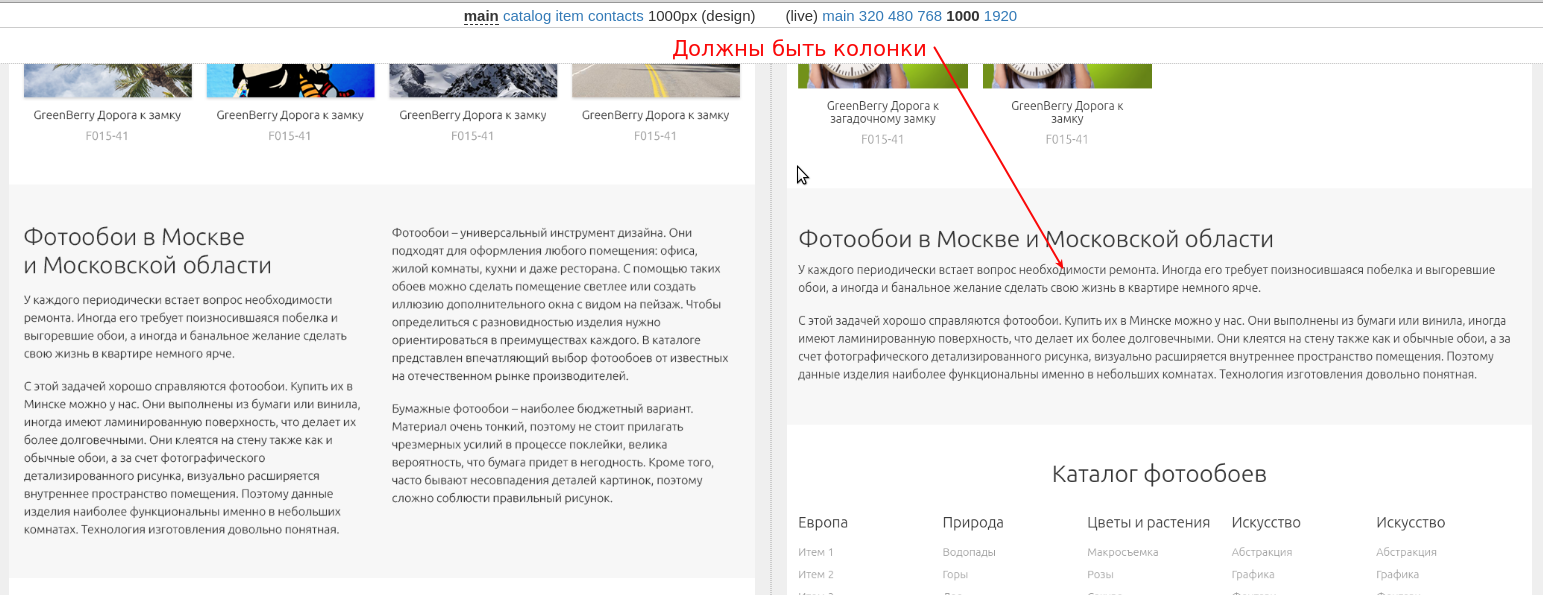 main catalog item contacts 1000px (design) (live) main 320 480 768 1000 1920
Должны быть колонки
GreenBerry Дорога к замку
F015-41
GreenBerry Дорога к замку
F015-41
GreenBerry Дорога к замку
F015-41
GreenBerry Дорога к замку
F015-41
Фотообои в Москве
и Московской области
У каждого периодически встает вопрос необходимости
ремонта. Иногда его требует поизносившаяся побелка и
выгоревшие обои, а иногда и банальное желание сделать
свою жизнь в квартире немного ярче.
С этой задачей хорошо справляются фотообои. Купить их в
Минске можно у нас. Они выполнены из бумаги или винила,
иногда имеют ламинированную поверхность, что делает их
более долговечными. Они клеятся на стену также как и
обычные обои, а за счет фотографического
детализированного рисунка, визуально расширяется
внутреннее пространство помещения. Поэтому данные
изделия наиболее функциональны именно в небольших
комнатах. Технология изготовления довольно понятная.
Фотообои – универсальный инструмент дизайна. Они
подходят для оформления любого помещения: офиса,
жилой комнаты, кухни и даже ресторана. С помощью таких
обоев можно сделать помещение светлее или создать
иллюзию дополнительного окна с видом на пейзаж. Чтобы
определиться с разновидностью изделия нужно
ориентироваться в преимуществах каждого. В каталоге
представлен впечатляющий выбор фотообоев от известных
на отечественном рынке производителей.
Бумажные фотообои – наиболее бюджетный вариант.
Материал очень тонкий, поэтому не стоит прилагать
чрезмерных усилий в процессе поклейки, велика
вероятность, что бумага придет в негодность. Кроме того,
часто бывают несовпадения деталей картинок, поэтому
сложно соблюсти правильный рисунок.
GreenBerry Дорога к
загадочному замку
F015-41
GreenBerry Дорога к
замку
F015-41
Фотообои в Москве и Московской области
У каждого периодически встает вопрос необходимости ремонта. Иногда его требует поизносившаяся побелка и выгоревшие
обои, а иногда и банальное желание сделать свою жизнь в квартире немного ярче.
С этой задачей хорошо справляются фотообои. Купить их в Минске можно у нас. Они выполнены из бумаги или винила, иногда
имеют ламинированную поверхность, что делает их более долговечными. Они клеятся на стену также как и обычные обои, а за
счет фотографического детализированного рисунка, визуально расширяется внутреннее пространство помещения. Поэтому
данные изделия наиболее функциональны именно в небольших комнатах. Технология изготовления довольно понятная.
Каталог фотообоев
Европа
Итем 1
Итем 2
Природа
Водопады
Горы
Цветы и растения
Макросъемка
Розы
Искусство
Абстракция
Графика
Искусство
Абстракция
Графика